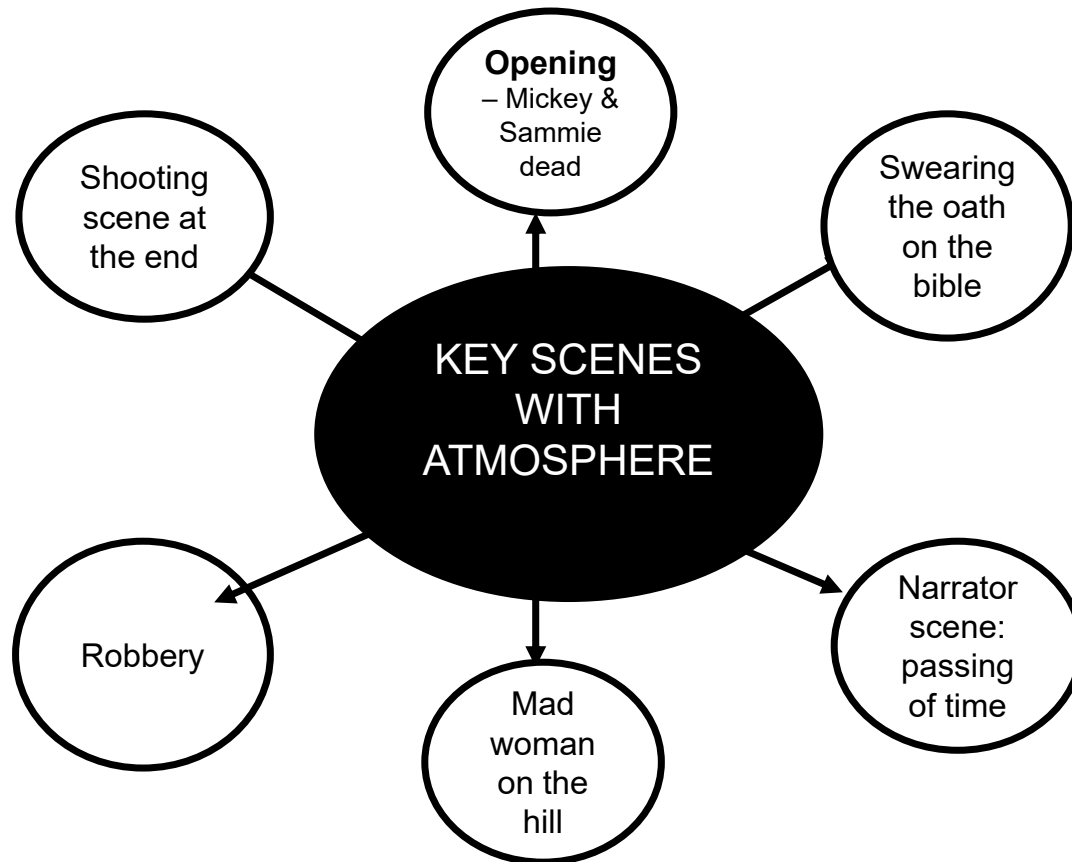 Opening
– Mickey &
Sammie
dead
Shooting
scene at
the end
Swearing
the oath
on the
bible
KEY SCENES
WITH
ATMOSPHERE
Robbery
Narrator
scene:
passing
of time
Mad
woman
on the
hill